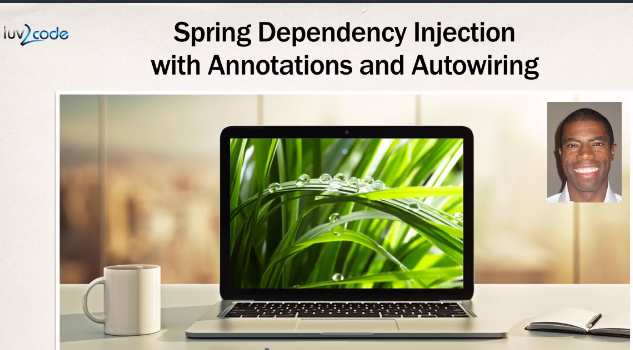 luv2code
Spring Dependency Injection
with Annotations and Autowiring